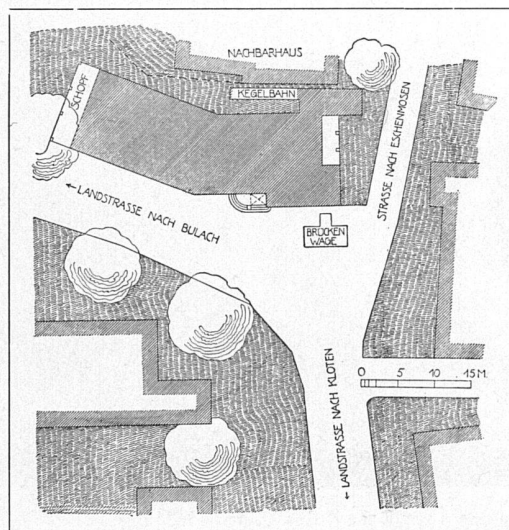 NACHBARHAUS
SCHOPF
KEGELBAHN
STRASSE NACH ESCHENMOSEN
← LANDSTRASSE NACH BULACH
BRÜCKEN
WAGE
0 5 10 15 M.
← LANDSTRASSE NACH KLOTEN